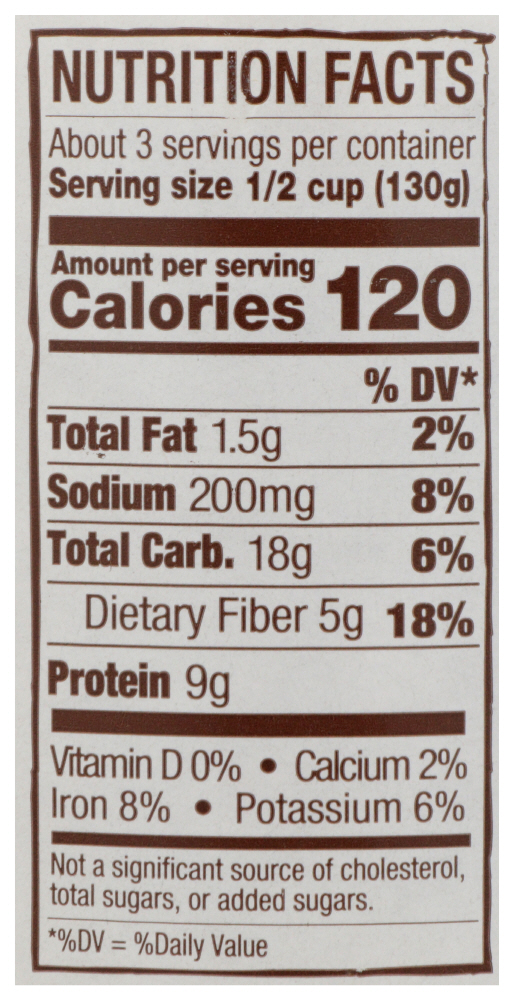 NUTRITION FACTS
About 3 servings per container
Serving size 1/2 cup (130g)
Amount per serving
Calories 120
% DV*
Total Fat 1.5g 2%
Sodium 200mg 8%
Total Carb. 18g 6%
Dietary Fiber 5g 18%
Protein 9g
Vitamin D 0% • Calcium 2%
Iron 8% • Potassium 6%
Not a significant source of cholesterol,
total sugars, or added sugars.
*%DV = %Daily Value